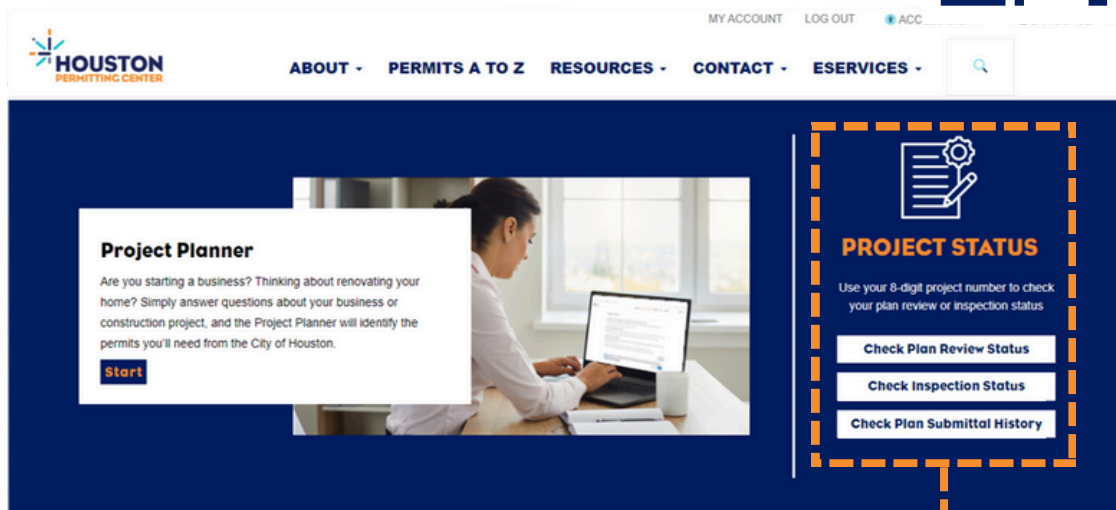 MY ACCOUNT LOG OUT
HOUSTON
PERMITTING CENTER
ABOUT - PERMITS A TO Z RESOURCES - CONTACT - ESERVICES -
Project Planner
Are you starting a business? Thinking about renovating your
home? Simply answer questions about your business or
construction project, and the Project Planner will identify the
permits you'll need from the City of Houston.
Start
PROJECT STATUS
Use your 8-digit project number to check
your plan review or inspection status
Check Plan Review Status
Check Inspection Status
Check Plan Submittal History